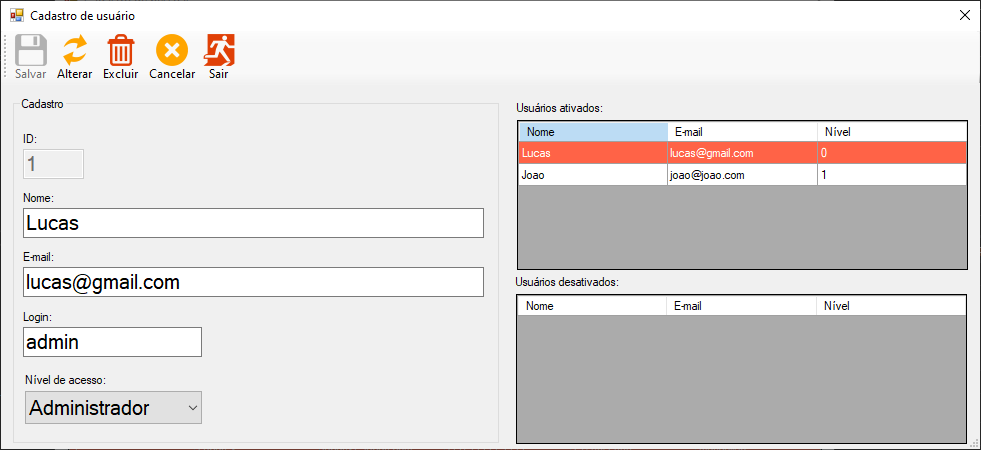 Cadastro de usuário
Salvar Alterar Excluir Cancelar Sair
Cadastro
ID:
1
Nome:
Lucas
E-mail:
lucas@gmail.com
Login:
admin
Nível de acesso:
Administrador
Usuários ativados:
Nome E-mail Nível
Lucas lucas@gmail.com 0
Joao joao@joao.com 1
Usuários desativados:
Nome E-mail Nível